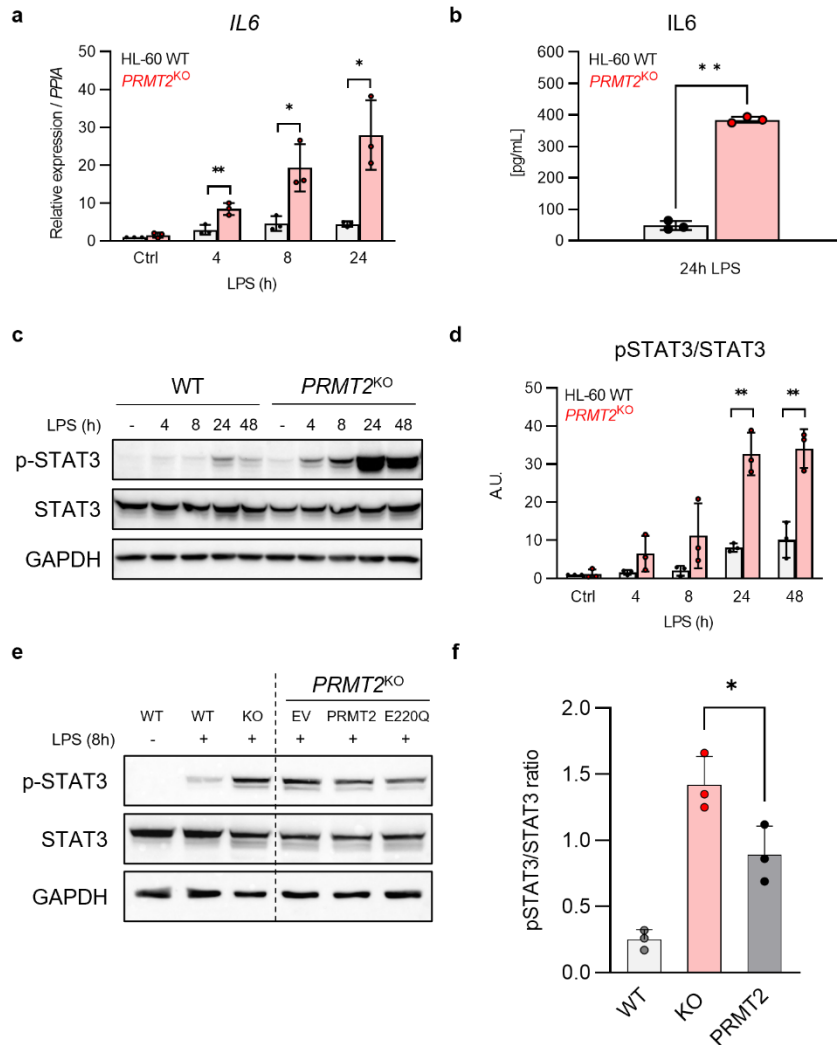 a
IL6
HL-60 WT
PRMT2KO
Relative expression / PPIA
50
40
30
20
10
0
** * *
Ctrl 4 8 24
LPS (h)
b
IL6
HL-60 WT
PRMT2KO
[pg/mL]
600
500
400
300
200
100
0
* *
24h LPS
c
WT PRMT2KO
LPS (h) - 4 8 24 48 - 4 8 24 48
p-STAT3
STAT3
GAPDH
d
pSTAT3/STAT3
HL-60 WT
PRMT2KO
A.U.
50
40
30
20
10
0
** **
Ctrl 4 8 24 48
LPS (h)
e
PRMT2KO
WT WT KO EV PRMT2 E220Q
LPS (8h) - + + + + +
p-STAT3
STAT3
GAPDH
f
pSTAT3/STAT3 ratio
2.0
1.5
1.0
0.5
0.0
*
WT KO PRMT2